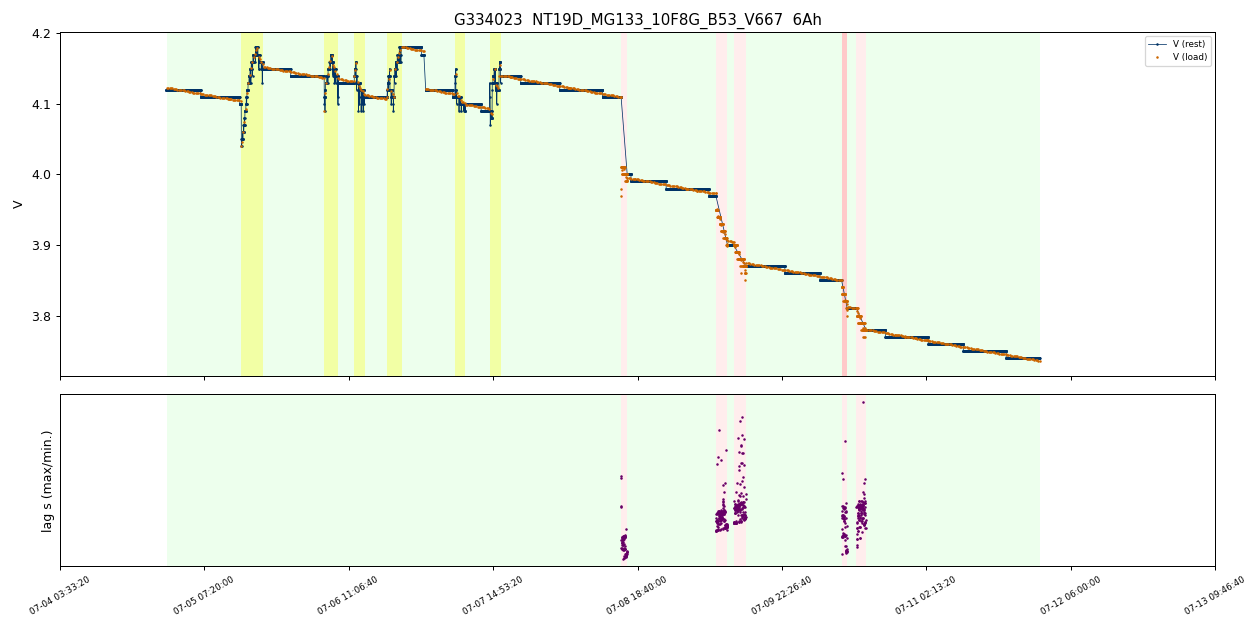 G334023  NT19D_MG133_10F8G_B53_V667  6Ah
4.2
4.1
4.0
3.9
3.8
V
V (rest)
V (load)
lag s (max/min.)
07-04 03:33:20
07-05 07:20:00
07-06 11:06:40
07-07 14:53:20
07-08 18:40:00
07-09 22:26:40
07-11 02:13:20
07-12 06:00:00
07-13 09:46:40